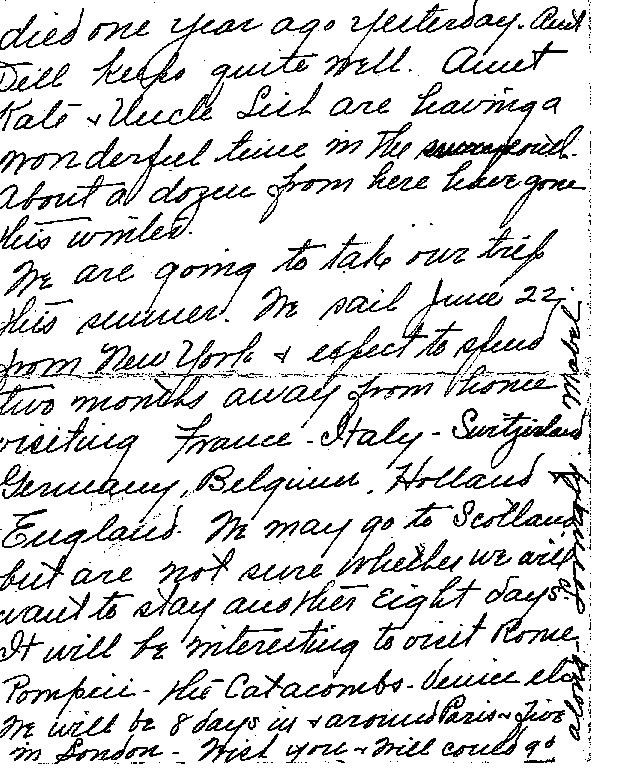 died one year ago yesterday. Aunt
Dell keeps quite well. Aunt
Kate & Uncle are having a
wonderful time in the
About a dozen from here have gone
this winter.
We are going to take our trip
this summer. We sail June 22.
from New York & expect to spend
two months away from home
visiting France - Italy - Switzerland
Germany, Belgium, Holland
England. We may go to Scotland
but are not sure whether we will
want to stay another eight days.
It will be interesting to visit Rome
Pompeii - the Catacombs - Venice etc
We will be 8 days in & around Paris & five
in London - Wish you & Will could go
along - Lovingly. Mabel.